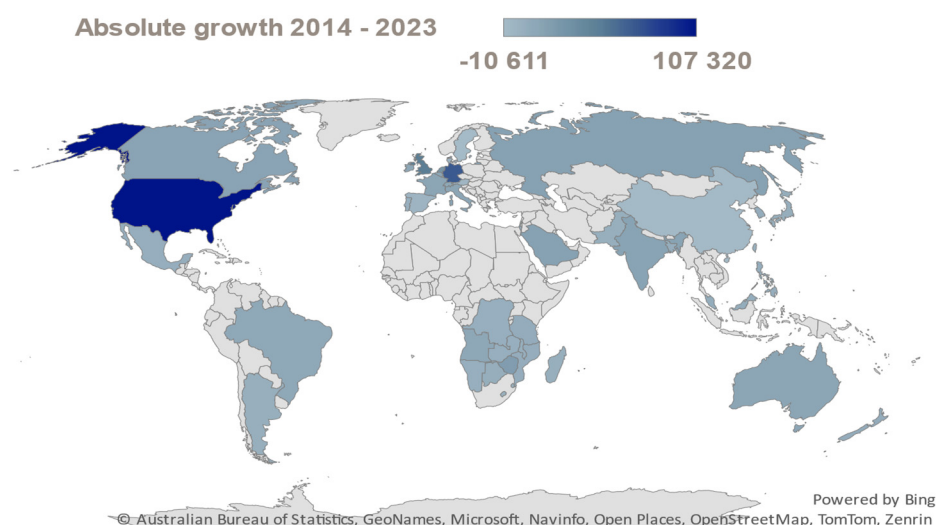 Absolute growth 2014 - 2023
-10 611 107 320
Powered by Bing
© Australian Bureau of Statistics, GeoNames, Microsoft, Navinfo, Open Places, OpenStreetMap, TomTom, Zenrin